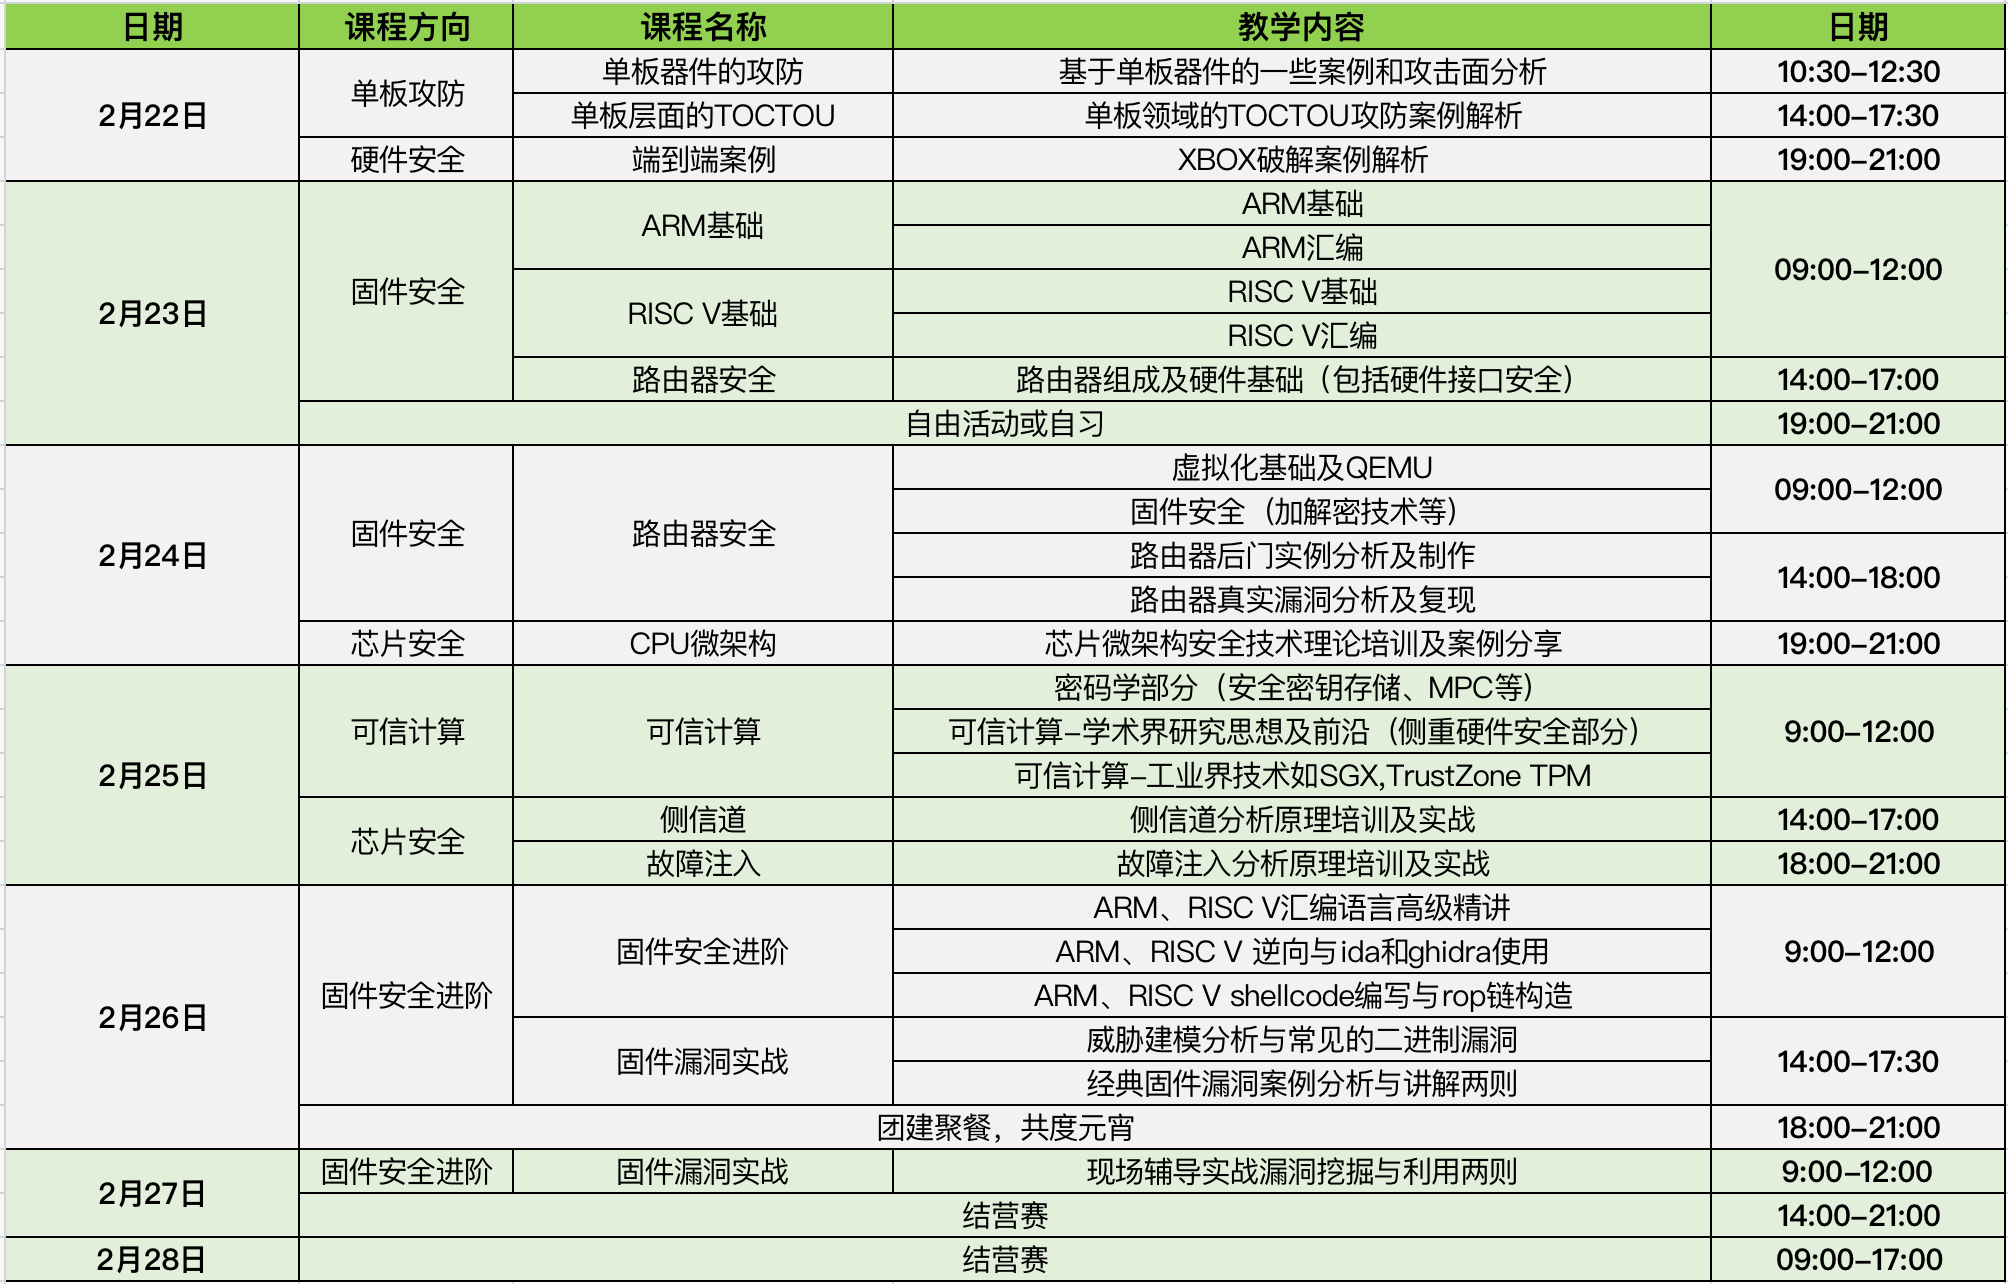 日期 课程方向 课程名称 教学内容 日期
2月22日 单板攻防 单板器件的攻防 基于单板器件的一些案例和攻击面分析 10:30-12:30
单板层面的TOCTOU 单板领域的TOCTOU攻防案例解析 14:00-17:30
硬件安全 端到端案例 XBOX破解案例解析 19:00-21:00
2月23日 固件安全 ARM基础 ARM基础 09:00-12:00
ARM汇编
RISC V基础 RISC V基础
RISC V汇编
路由器安全 路由器组成及硬件基础（包括硬件接口安全） 14:00-17:00
自由活动或自习 19:00-21:00
2月24日 固件安全 路由器安全 虚拟化基础及QEMU 09:00-12:00
固件安全（加解密技术等）
路由器后门实例分析及制作 14:00-18:00
路由器真实漏洞分析及复现
芯片安全 CPU微架构 芯片微架构安全技术理论培训及案例分享 19:00-21:00
2月25日 可信计算 可信计算 密码学部分（安全密钥存储、MPC等） 9:00-12:00
可信计算-学术界研究思想及前沿（侧重硬件安全部分）
可信计算-工业界技术如SGX,TrustZone TPM
芯片安全 侧信道 侧信道分析原理培训及实战 14:00-17:00
故障注入 故障注入分析原理培训及实战 18:00-21:00
2月26日 固件安全进阶 固件安全进阶 ARM、RISC V汇编语言高级精讲 9:00-12:00
ARM、RISC V 逆向与ida和ghidra使用
ARM、RISC V shellcode编写与rop链构造
固件漏洞实战 威胁建模分析与常见的二进制漏洞 14:00-17:30
经典固件漏洞案例分析与讲解两则
团建聚餐，共度元宵 18:00-21:00
2月27日 固件安全进阶 固件漏洞实战 现场辅导实战漏洞挖掘与利用两则 9:00-12:00
结营赛 14:00-21:00
2月28日 结营赛 09:00-17:00